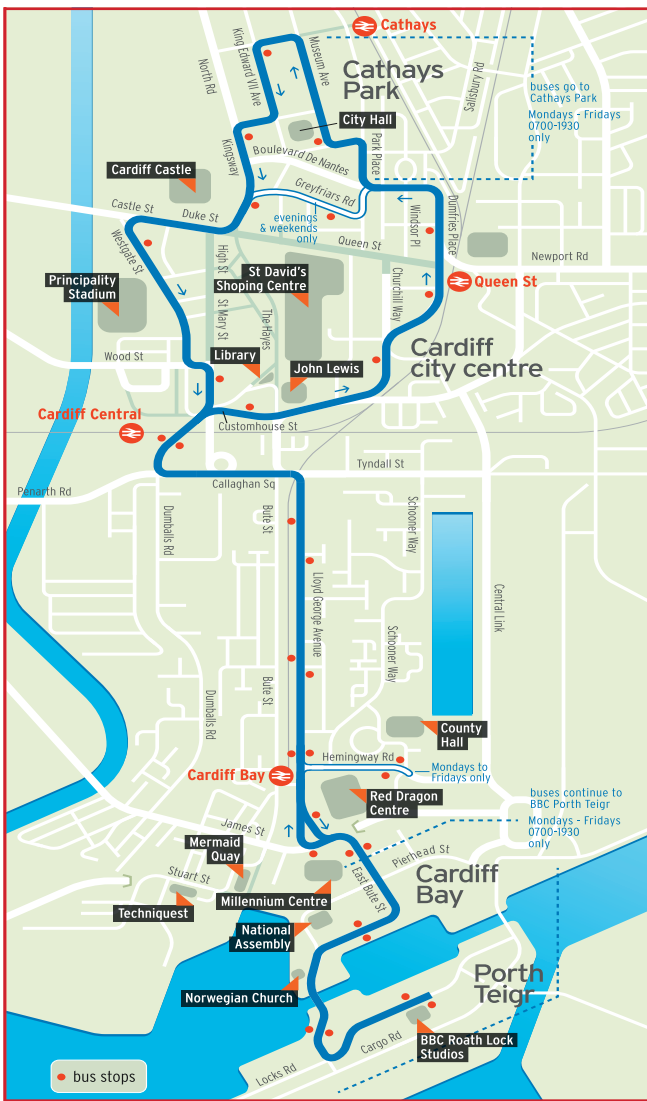 Cathays
King Edward VII Ave
Museum Ave
North Rd
Salisbury Rd
Cathays
Park
buses go to
Cathays Park
Mondays - Fridays
0700-1930
only
City Hall
Kingsway
Boulevard De Nantes
Park Place
Cardiff Castle
Greyfriars Rd
Castle St
Duke St
evenings
& weekends
only
Windsor Pl
Dumfries Place
Westgate St
High St
Queen St
Newport Rd
St David's
Shoping Centre
Churchill Way
Queen St
Principality
Stadium
St Mary St
The Hayes
Wood St
Library
John Lewis
Cardiff
city centre
Cardiff Central
Customhouse St
Tyndall St
Penarth Rd
Callaghan Sq
Dumballs Rd
Bute St
Schooner Way
Lloyd George Avenue
Central Link
Schooner Way
Dumballs Rd
Bute St
County
Hall
Hemingway Rd
Cardiff Bay
Mondays to
Fridays only
Red Dragon
Centre
buses continue to
BBC Porth Teigr
Mondays - Fridays
0700-1930
only
James St
Mermaid
Quay
Pierhead St
Stuart St
East Bute St
Cardiff
Bay
Techniquest
Millennium Centre
National
Assembly
Porth
Teigr
Norwegian Church
BBC Roath Lock
Studios
Cargo Rd
Locks Rd
bus stops